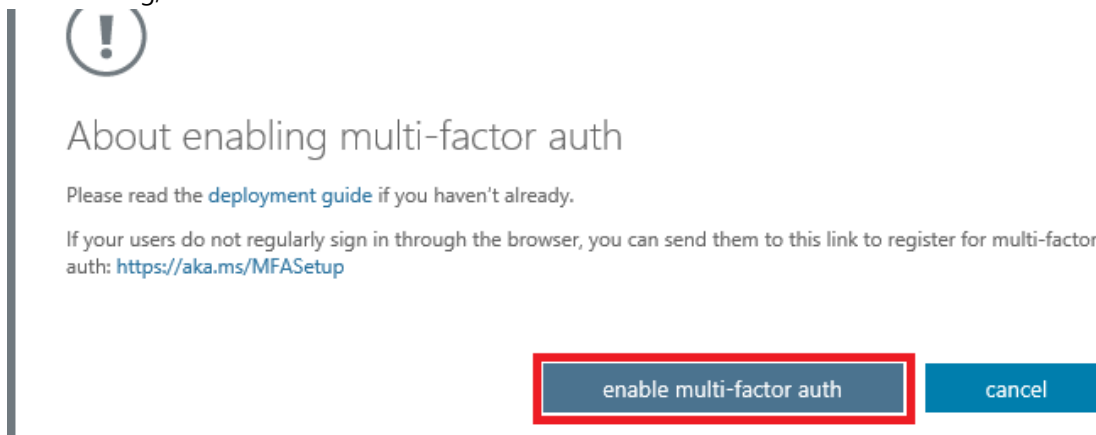 About enabling multi-factor auth
Please read the deployment guide if you haven't already.
If your users do not regularly sign in through the browser, you can send them to this link to register for multi-factor
auth: https://aka.ms/MFASetup
enable multi-factor auth
cancel